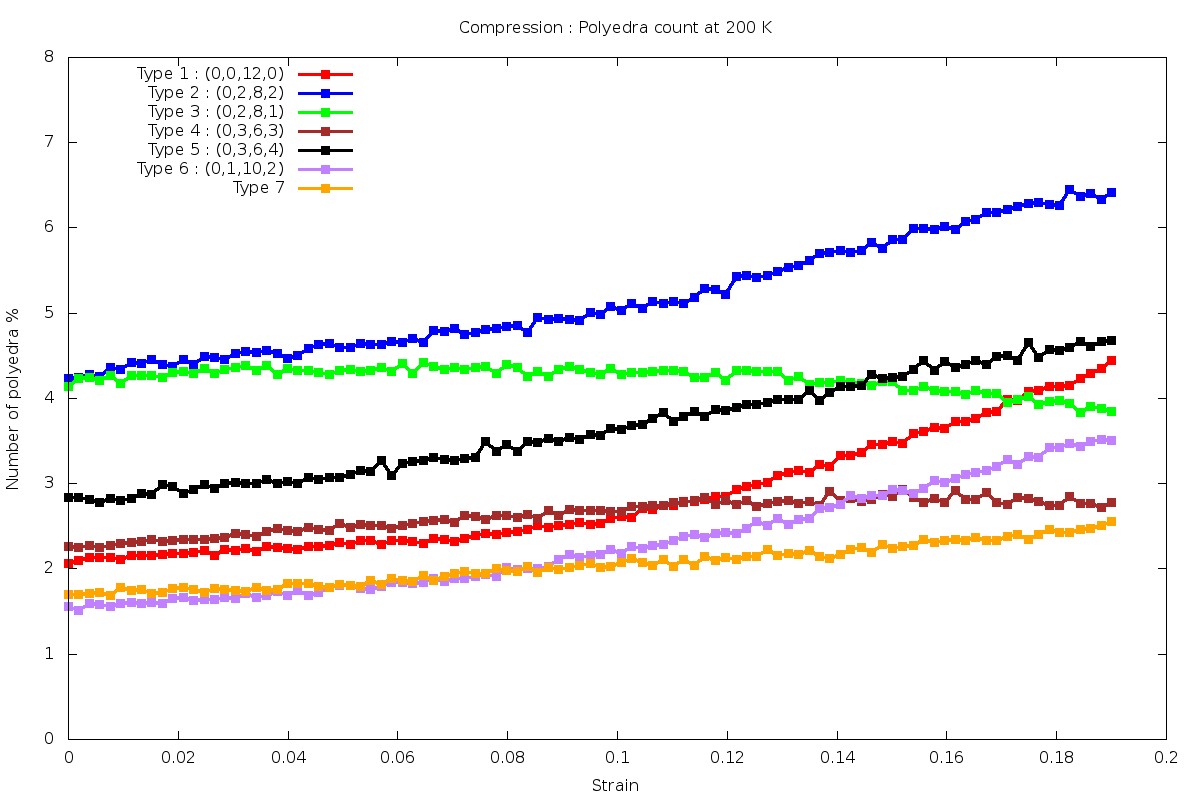 Compression : Polyedra count at 200 K
8
7
6
5
4
3
2
1
0
Number of polyedra %
Type 1 : (0,0,12,0)
Type 2 : (0,2,8,2)
Type 3 : (0,2,8,1)
Type 4 : (0,3,6,3)
Type 5 : (0,3,6,4)
Type 6 : (0,1,10,2)
Type 7
0 0.02 0.04 0.06 0.08 0.1 0.12 0.14 0.16 0.18 0.2
Strain